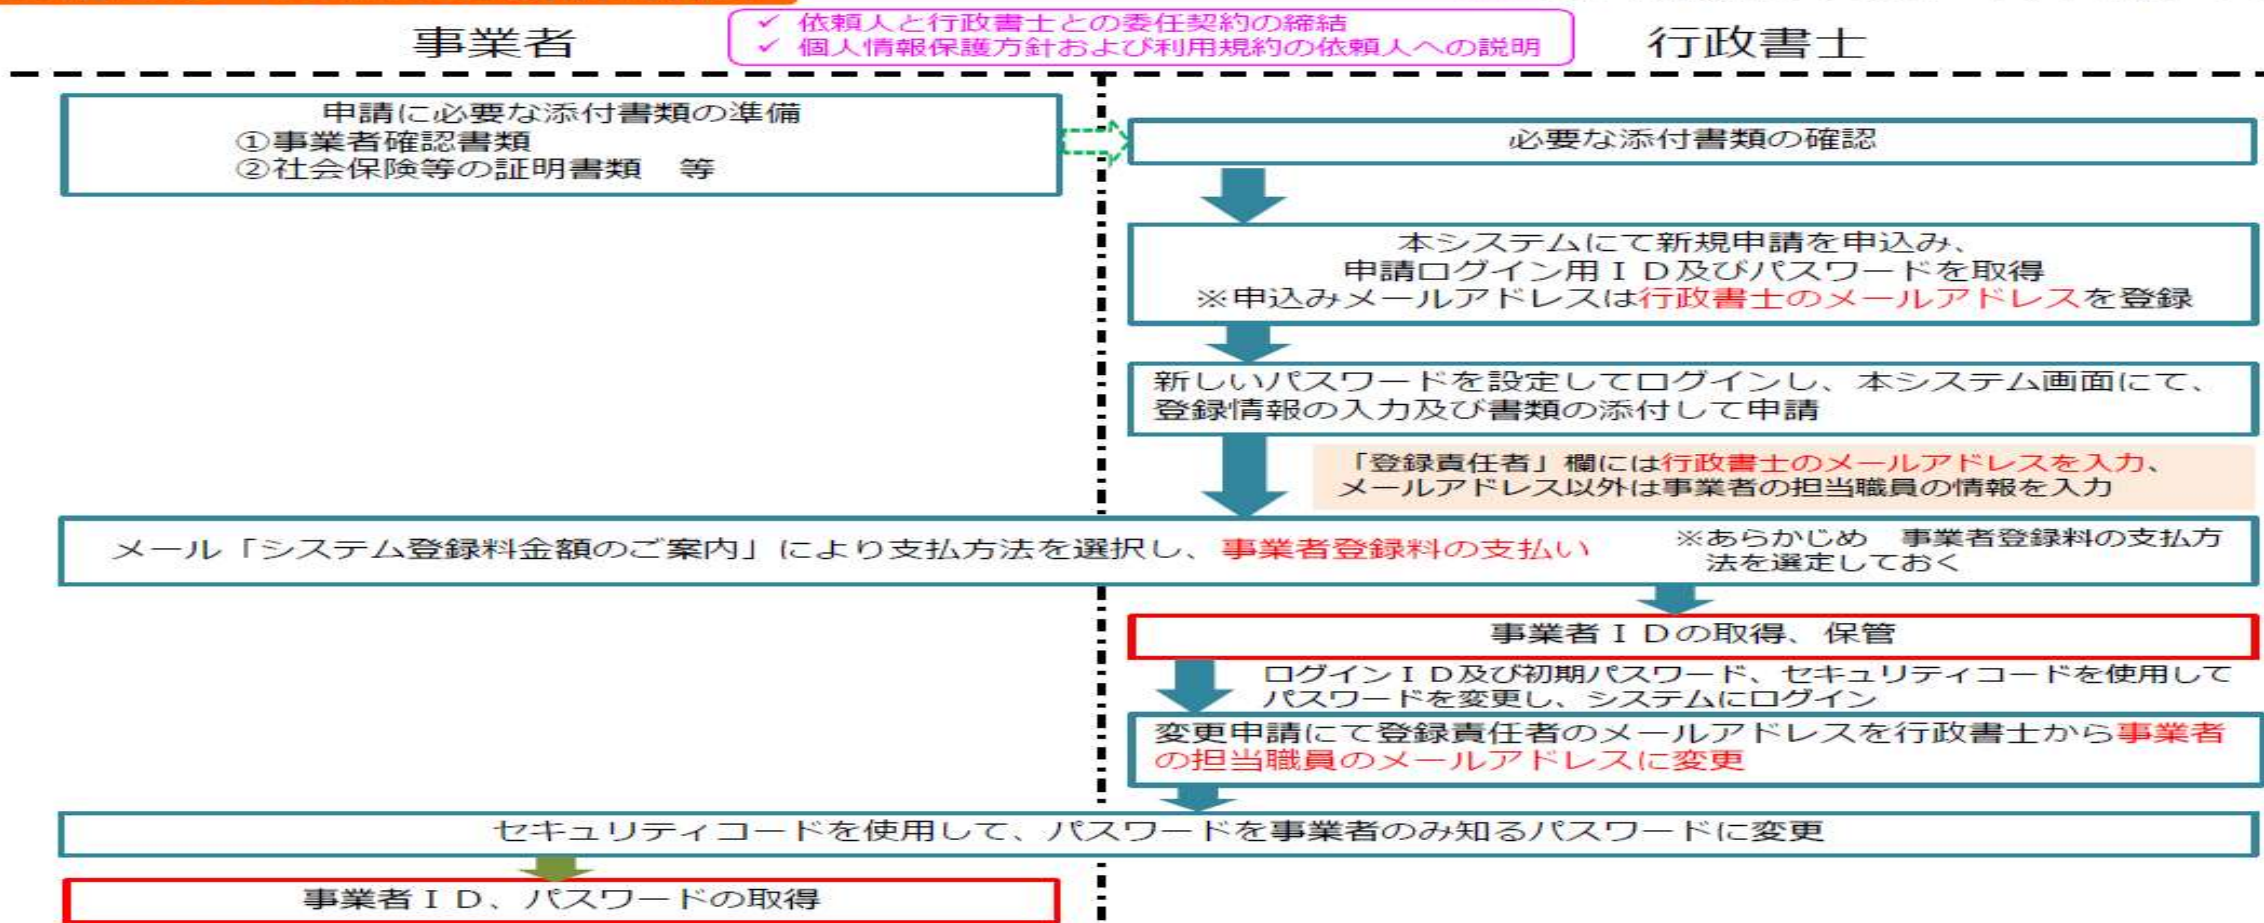 事業者
✓ 依頼人と行政書士との委任契約の締結
✓ 個人情報保護方針および利用規約の依頼人への説明
行政書士
申請に必要な添付書類の準備
①事業者確認書類
②社会保険等の証明書類　等
必要な添付書類の確認
本システムにて新規申請を申込み、
申請ログイン用ＩＤ及びパスワードを取得
※申込みメールアドレスは行政書士のメールアドレスを登録
新しいパスワードを設定してログインし、本システム画面にて、
登録情報の入力及び書類の添付して申請
「登録責任者」欄には行政書士のメールアドレスを入力、
メールアドレス以外は事業者の担当職員の情報を入力
メール「システム登録料金額のご案内」により支払方法を選択し、事業者登録料の支払い
※あらかじめ　事業者登録料の支払方
法を選定しておく
事業者ＩＤの取得、保管
ログインＩＤ及び初期パスワード、セキュリティコードを使用して
パスワードを変更し、システムにログイン
変更申請にて登録責任者のメールアドレスを行政書士から事業者
の担当職員のメールアドレスに変更
セキュリティコードを使用して、パスワードを事業者のみ知るパスワードに変更
事業者ＩＤ、パスワードの取得